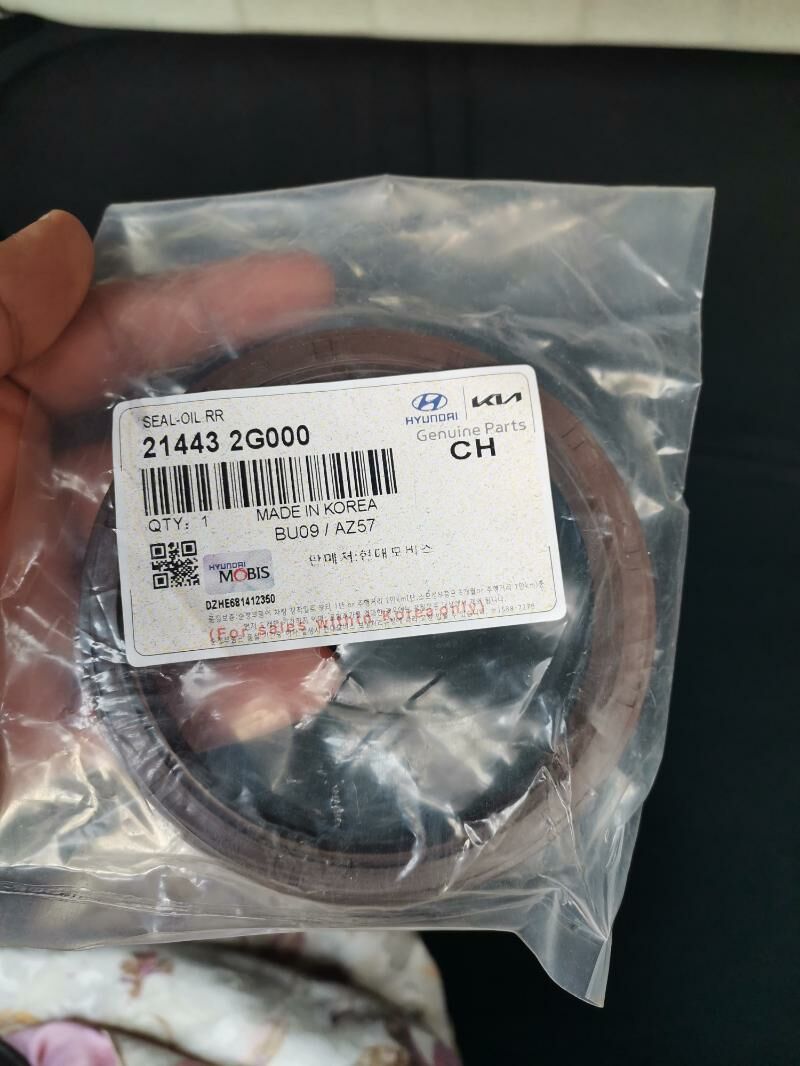 SEAL-OIL RR
21443 2G000
HYUNDAI
KIA
Genuine Parts
CH
QTY: 1
MADE IN KOREA
BU09 / AZ57
판매처:현대모비스
HYUNDAI
MOBIS
DZHE681412350
(For sales within Korea only)